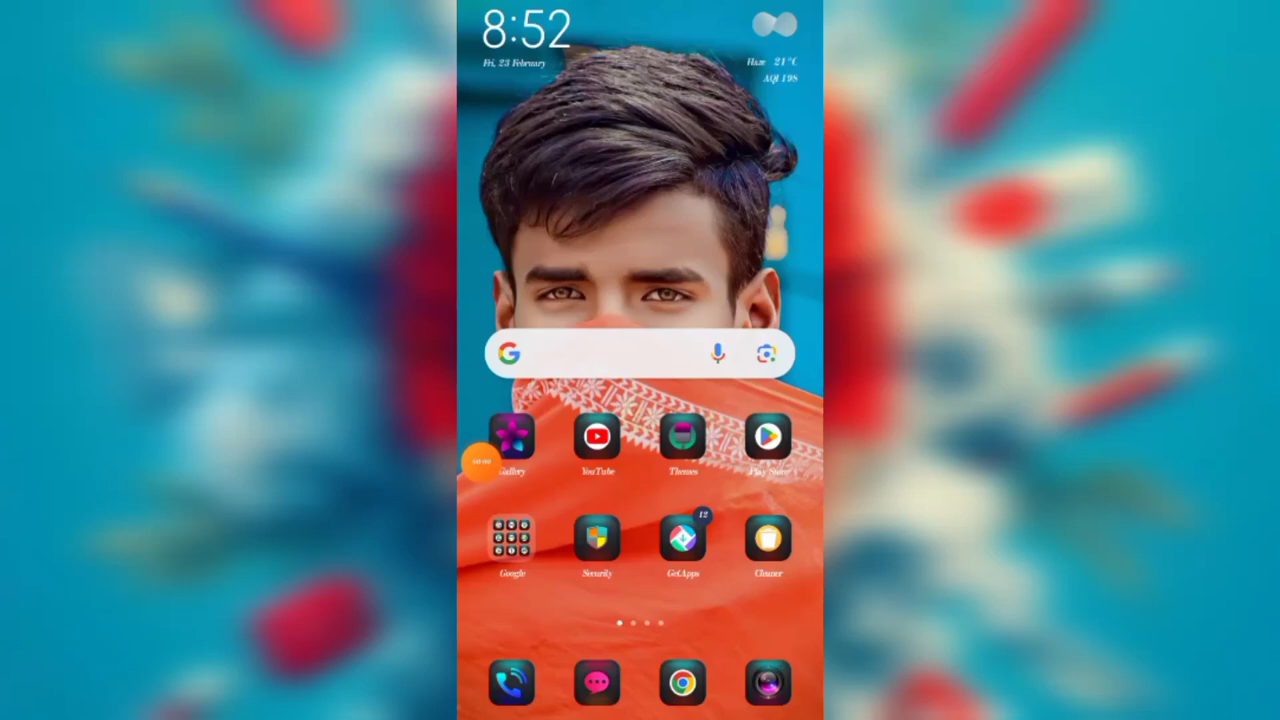 8:52
Fri, 23 February
Haze 21°C
AQI 198
Gallery
YouTube
Themes
Play Store
12
Google
Security
GetApps
Cleaner